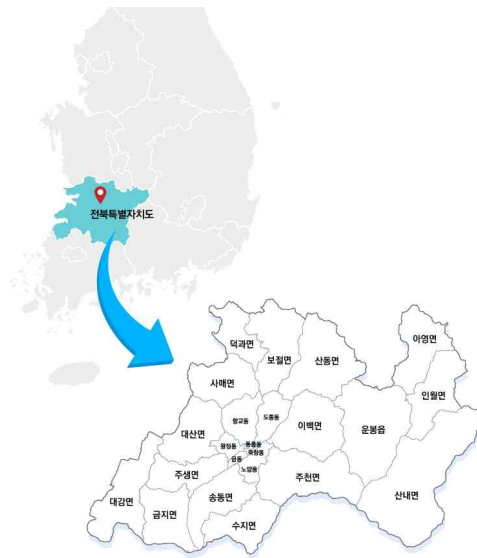 전북특별자치도
아영면
덕과면
보절면
산동면
인월면
사매면
향교동
도통동
이백면
운봉읍
대산면
왕정동
동충동
죽항동
금동
노암동
주생면
주천면
산내면
대강면
금지면
송동면
수지면